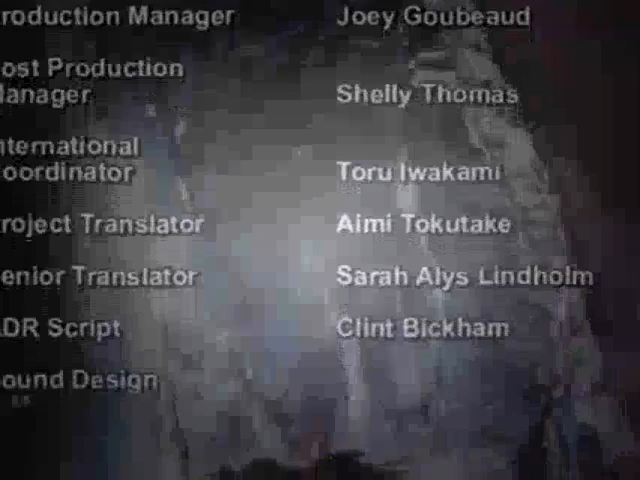 roduction Manager Joey Goubeaud
ost Production
anager Shelly Thomas
nternational
oordinator Toru Iwakami
roject Translator Aimi Tokutake
enior Translator Sarah Alys Lindholm
DR Script Clint Bickham
ound Design